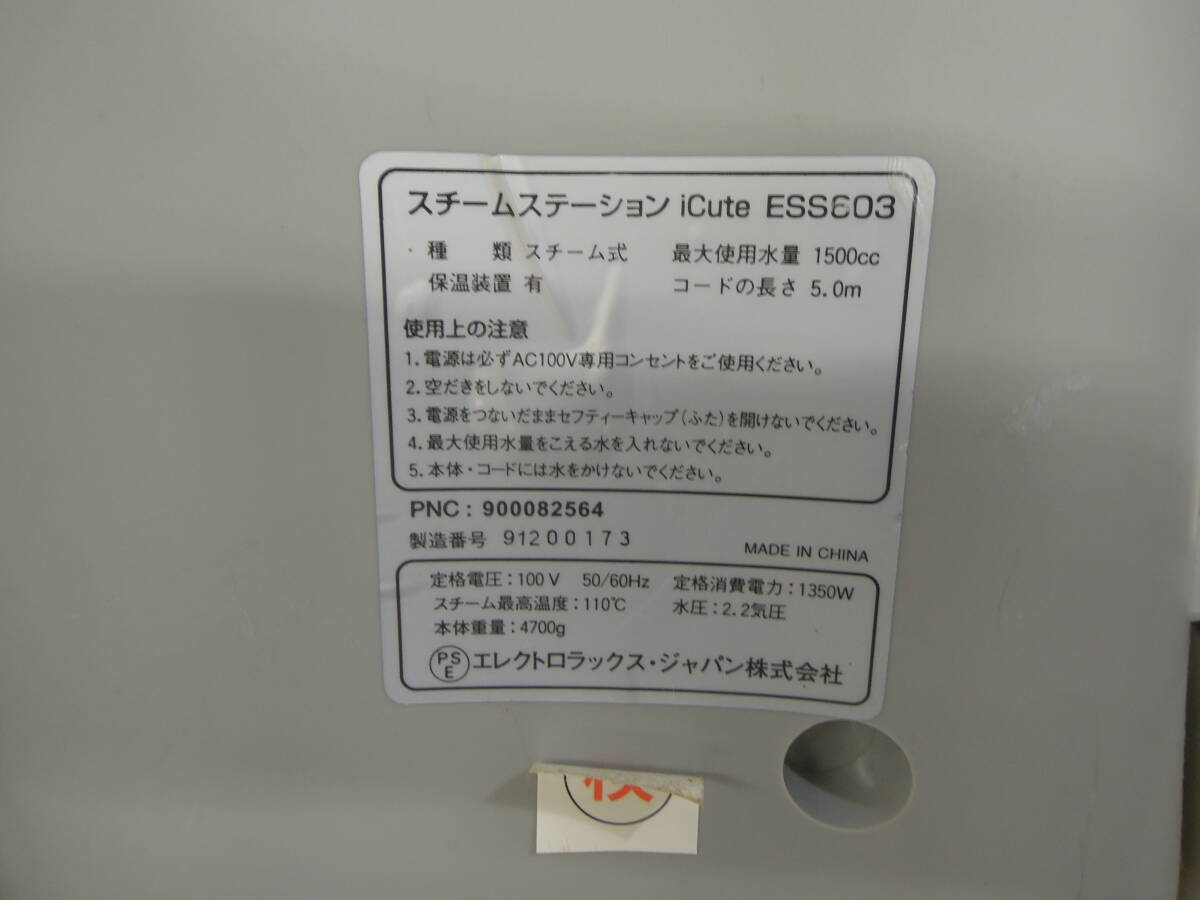 スチームステーション iCute ESS603
種 類 スチーム式 最大使用水量 1500cc
保温装置 有 コードの長さ 5.0m
使用上の注意
1. 電源は必ずAC100V専用コンセントをご使用ください。
2. 空だきをしないでください。
3. 電源をつないだままセフティーキャップ(ふた)を開けないでください。
4. 最大使用水量をこえる水を入れないでください。
5. 本体・コードには水をかけないでください。
PNC: 900082564
製造番号 91200173
MADE IN CHINA
定格電圧:100V 50/60Hz 定格消費電力:1350W
スチーム最高温度:110℃ 水圧:2.2気圧
本体重量:4700g
PSE エレクトロラックス・ジャパン株式会社